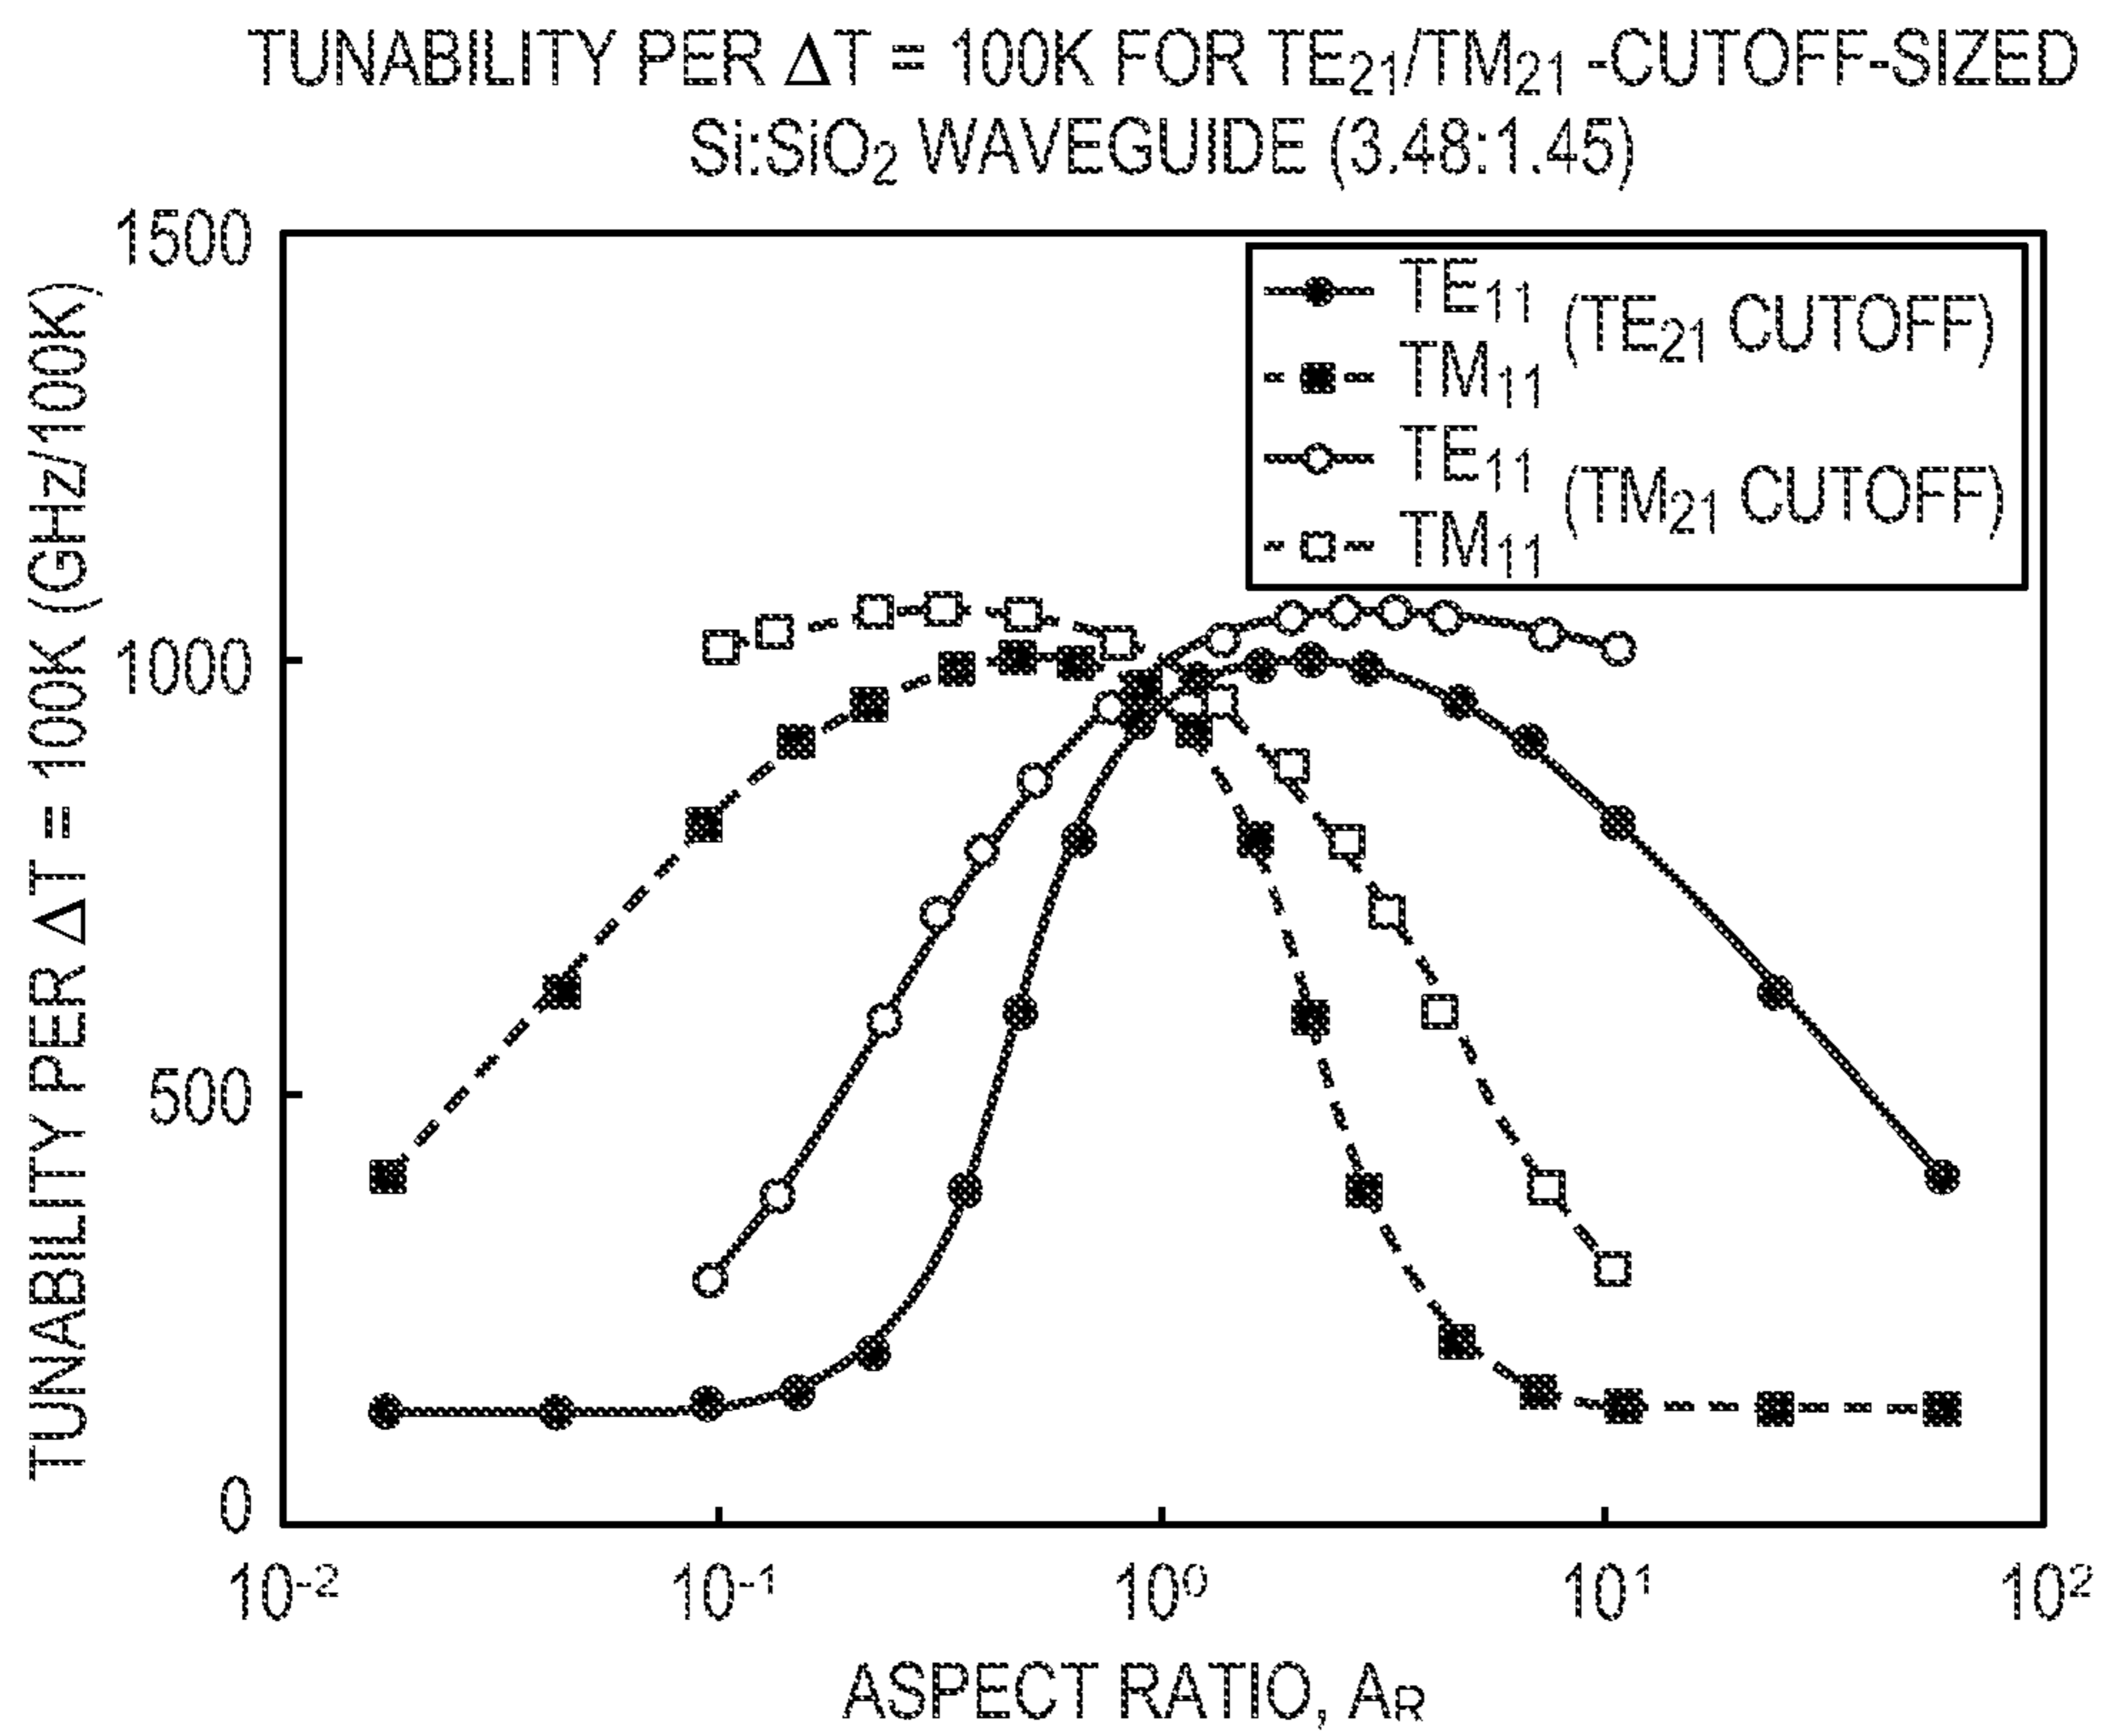 TUNABILITY PER ΔT = 100K FOR TE₂₁/TM₂₁ -CUTOFF-SIZED
Si:SiO₂ WAVEGUIDE (3.48:1.45)
TUNABILITY PER ΔT = 100K (GHz/100K)
1500
1000
500
0
TE₁₁
(TE₂₁ CUTOFF)
TM₁₁
TE₁₁
(TM₂₁ CUTOFF)
TM₁₁
10⁻² 10⁻¹ 10⁰ 10¹ 10²
ASPECT RATIO, A_R